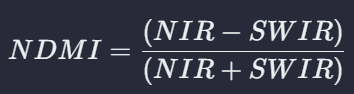 NDMI = (NIR − SWIR) / (NIR + SWIR)